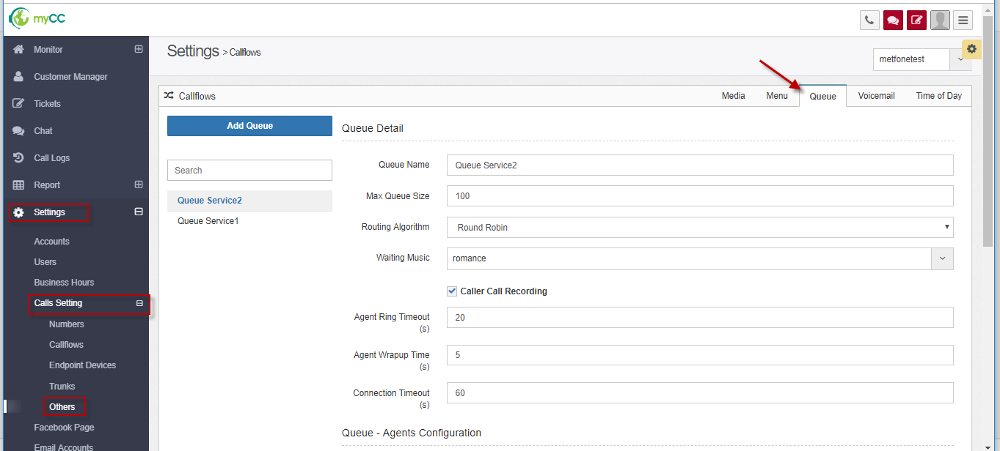 myCC
Monitor
Customer Manager
Tickets
Chat
Call Logs
Report
Settings
Accounts
Users
Business Hours
Calls Setting
Numbers
Callflows
Endpoint Devices
Trunks
Others
Facebook Page
Email Accounts
Settings > Callflows
metfonetest
Callflows
Media
Menu
Queue
Voicemail
Time of Day
Add Queue
Search
Queue Service2
Queue Service1
Queue Detail
Queue Name
Queue Service2
Max Queue Size
100
Routing Algorithm
Round Robin
Waiting Music
romance
Caller Call Recording
Agent Ring Timeout
(s)
20
Agent Wrapup Time
(s)
5
Connection Timeout
(s)
60
Queue - Agents Configuration